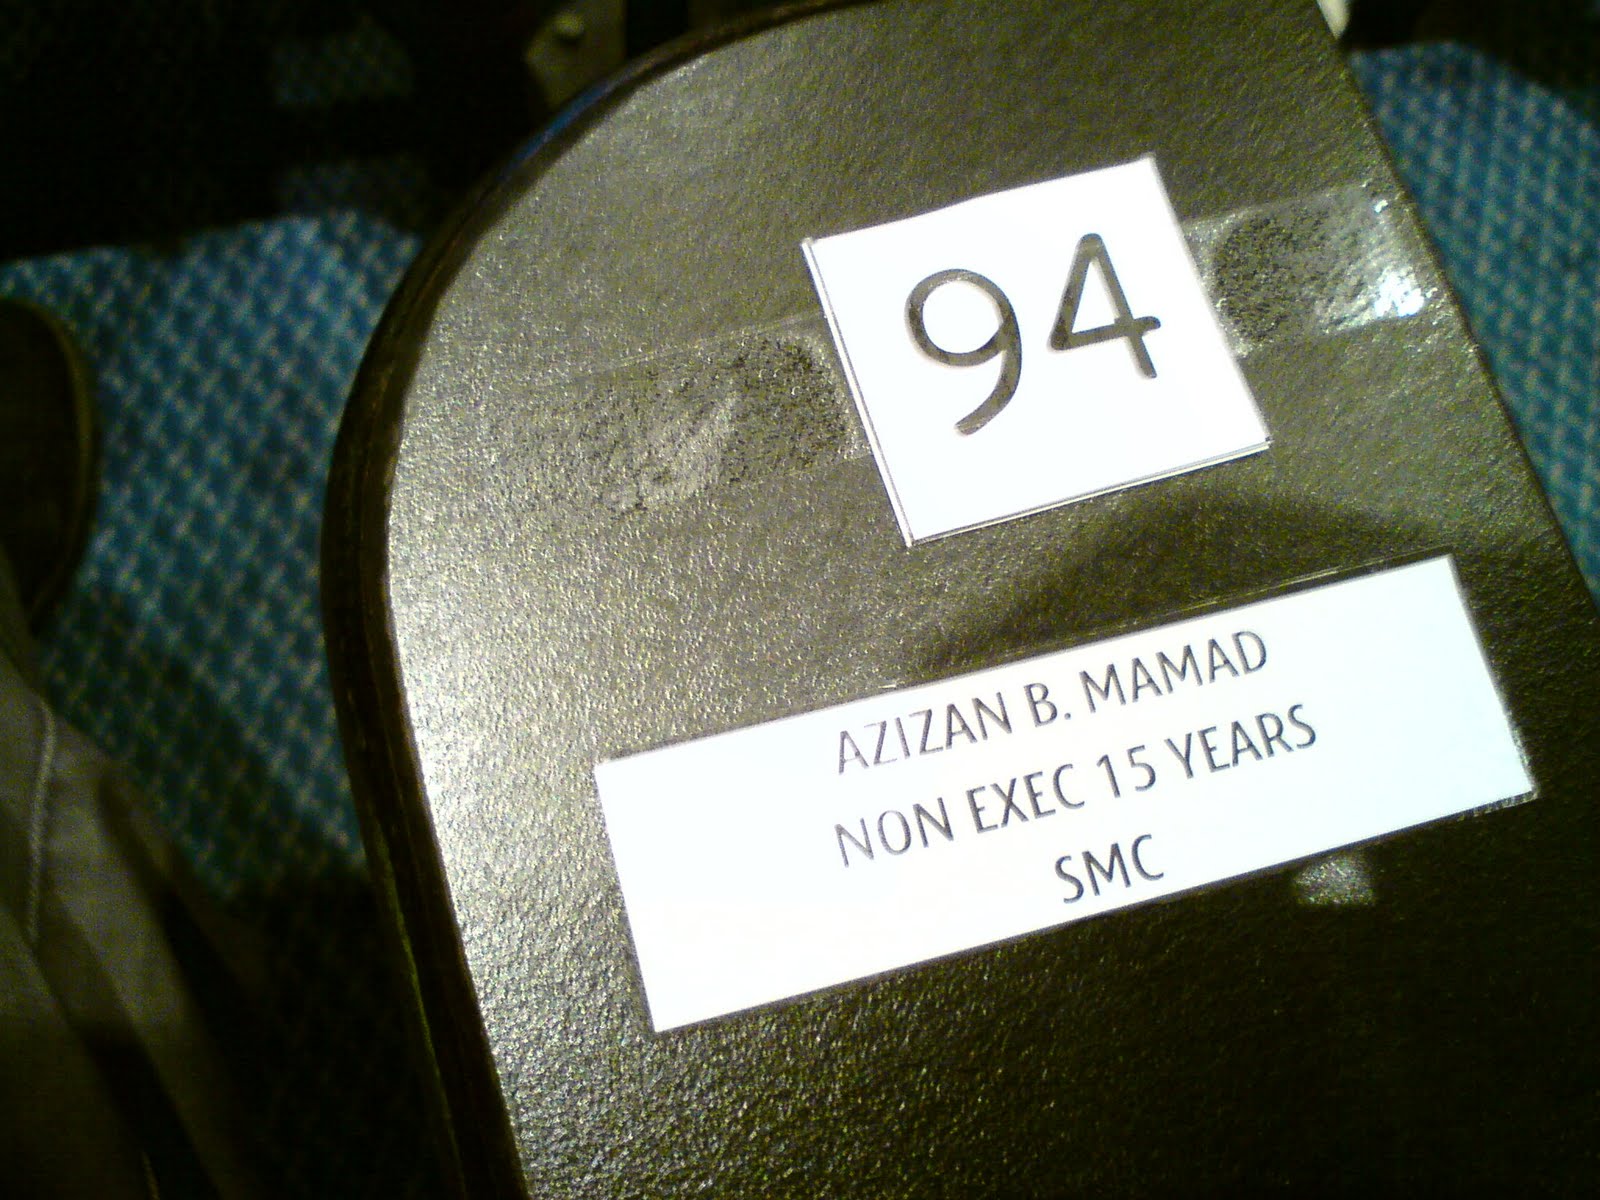 94
AZIZAN B. MAMAD
NON EXEC 15 YEARS
SMC